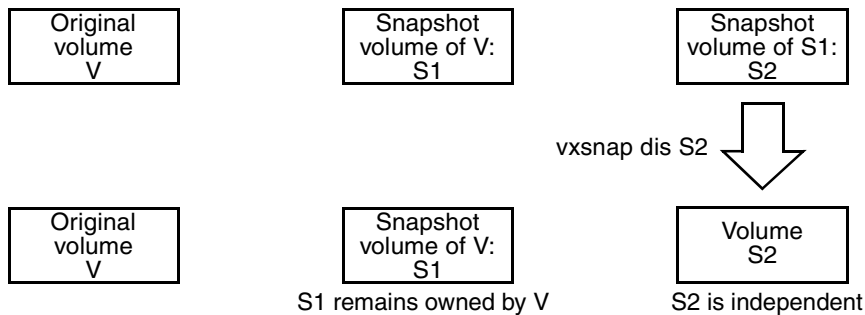 Original
volume
V
Snapshot
volume of V:
S1
Snapshot
volume of S1:
S2
vxsnap dis S2
Original
volume
V
Snapshot
volume of V:
S1
Volume
S2
S1 remains owned by V
S2 is independent